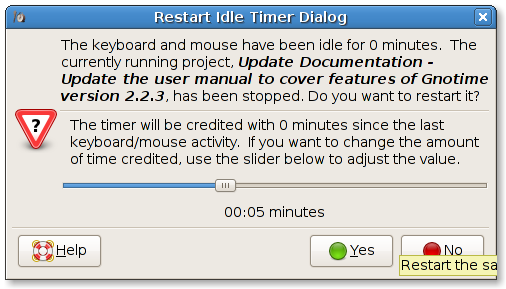 Restart Idle Timer Dialog
The keyboard and mouse have been idle for 0 minutes.  The
currently running project, Update Documentation -
Update the user manual to cover features of Gnotime
version 2.2.3, has been stopped. Do you want to restart it?
?
The timer will be credited with 0 minutes since the last
keyboard/mouse activity.  If you want to change the amount
of time credited, use the slider below to adjust the value.
00:05 minutes
Help
Yes
No
Restart the sa